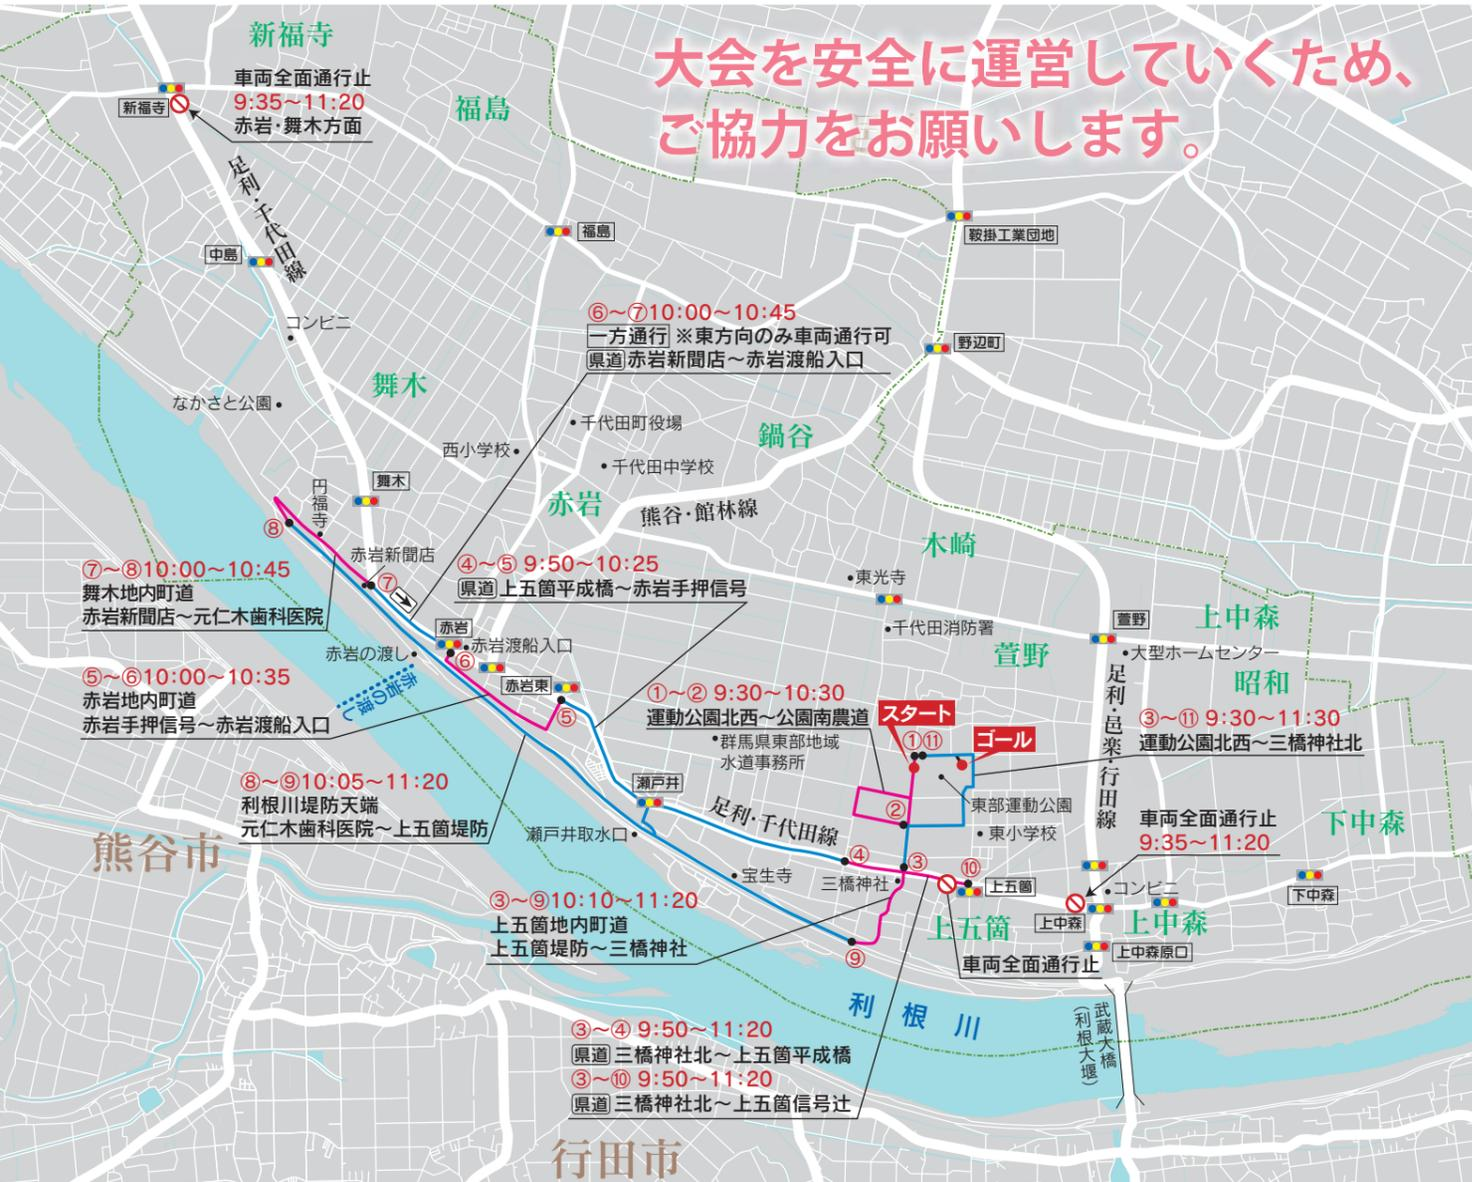 大会を安全に運営していくため、
ご協力をお願いします。
新福寺
車両全面通行止
9:35～11:20
赤岩・舞木方面
新福寺
福島
足利・千代田線
中島
福島
鞍掛工業団地
コンビニ
⑥～⑦10:00～10:45
一方通行 ※東方向のみ車両通行可
県道 赤岩新聞店～赤岩渡船入口
野辺町
舞木
なかさと公園
千代田町役場
鍋谷
西小学校
千代田中学校
舞木
円福寺
赤岩
熊谷・館林線
⑧
木崎
赤岩新聞店
⑦～⑧10:00～10:45
舞木地内町道
赤岩新聞店～元仁木歯科医院
⑦
④～⑤ 9:50～10:25
県道 上五箇平成橋～赤岩手押信号
東光寺
千代田消防署
萱野
上中森
赤岩
赤岩渡船入口
赤岩の渡し
⑥
萱野
大型ホームセンター
昭和
⑤～⑥10:00～10:35
赤岩地内町道
赤岩手押信号～赤岩渡船入口
赤岩の渡し
赤岩東
⑤
①～② 9:30～10:30
運動公園北西～公園南農道
スタート
①⑪
ゴール
足利・邑楽・行田線
③～⑪ 9:30～11:30
運動公園北西～三橋神社北
群馬県東部地域
水道事務所
⑧～⑨10:05～11:20
利根川堤防天端
元仁木歯科医院～上五箇堤防
瀬戸井
足利・千代田線
②
東部運動公園
東小学校
車両全面通行止
9:35～11:20
下中森
熊谷市
瀬戸井取水口
④
③
⑩
宝生寺
三橋神社
上五箇
コンビニ
下中森
③～⑨10:10～11:20
上五箇地内町道
上五箇堤防～三橋神社
上中森
上中森
上五箇
⑨
車両全面通行止
上中森原口
利根川
武蔵大橋
(利根大堰)
③～④ 9:50～11:20
県道 三橋神社北～上五箇平成橋
③～⑩ 9:50～11:20
県道 三橋神社北～上五箇信号辻
行田市